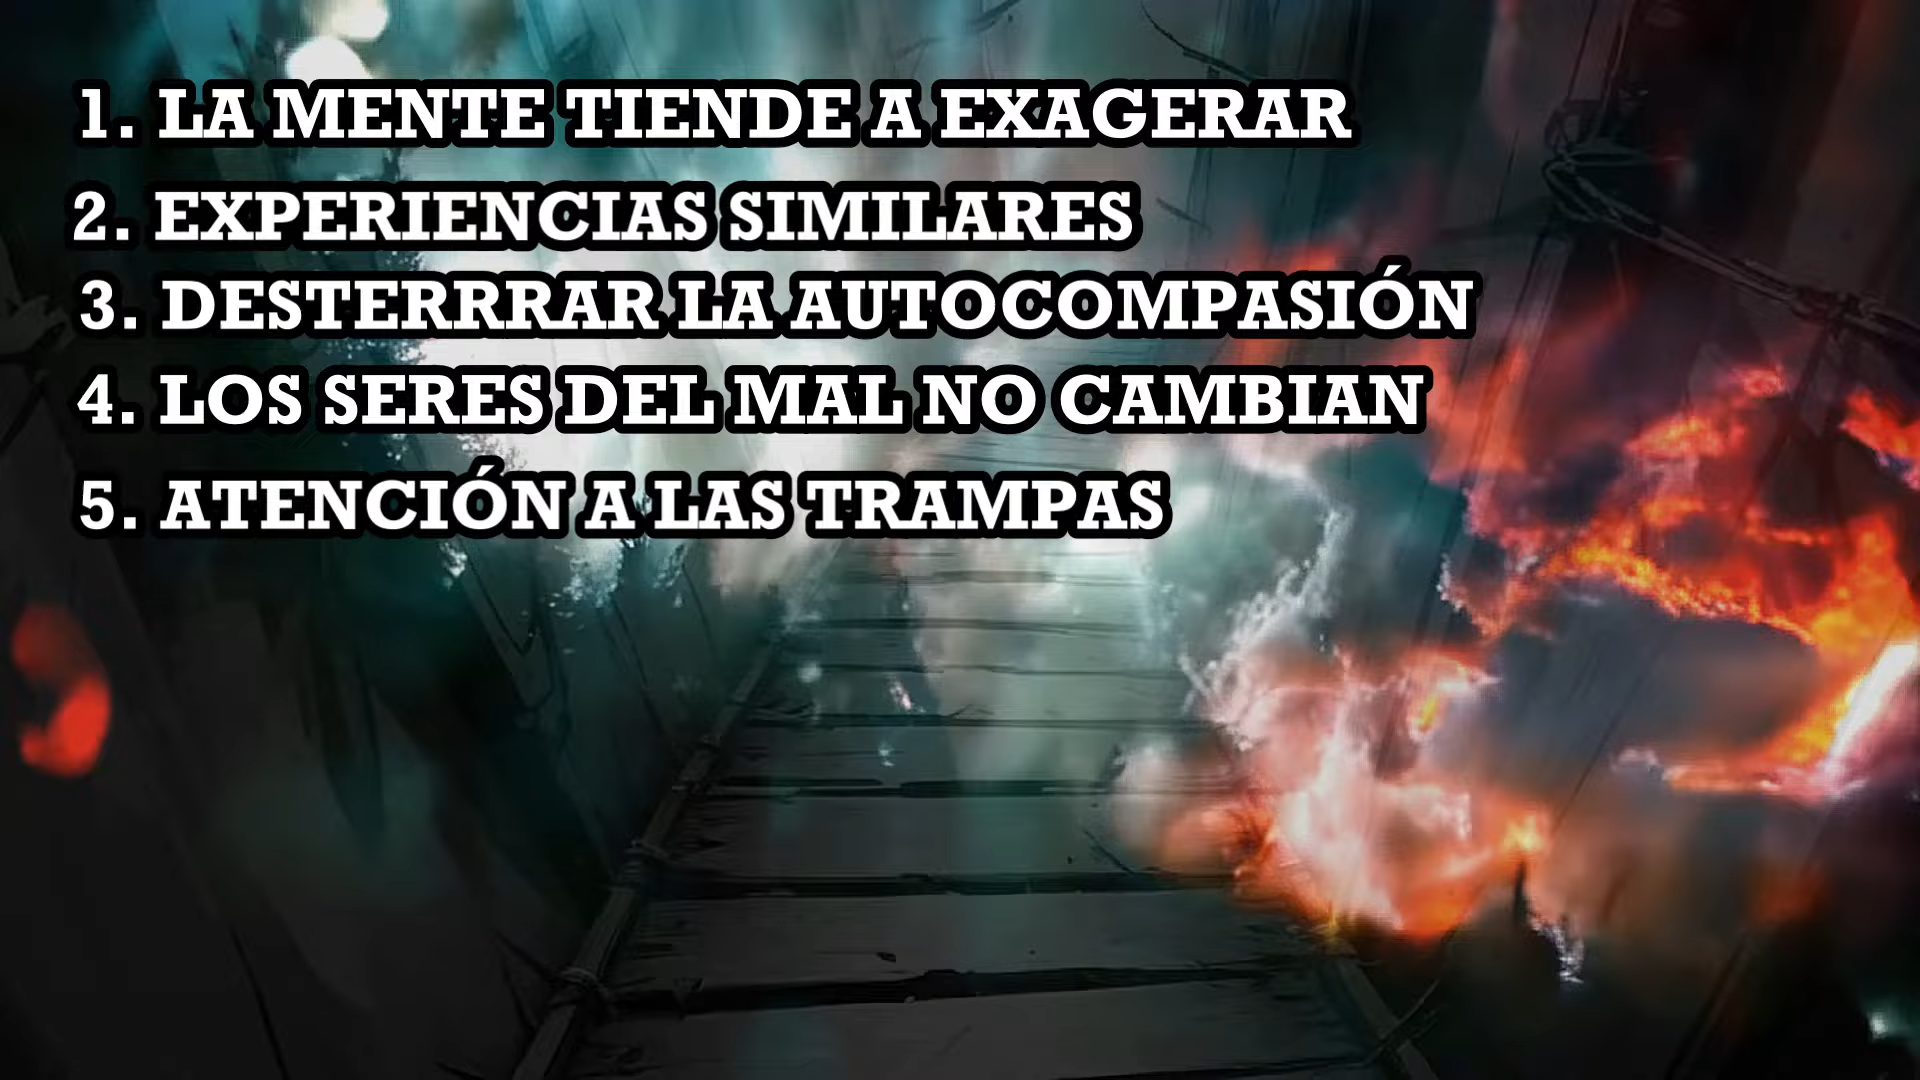 1. LA MENTE TIENDE A EXAGERAR
2. EXPERIENCIAS SIMILARES
3. DESTERRRAR LA AUTOCOMPASIÓN
4. LOS SERES DEL MAL NO CAMBIAN
5. ATENCIÓN A LAS TRAMPAS